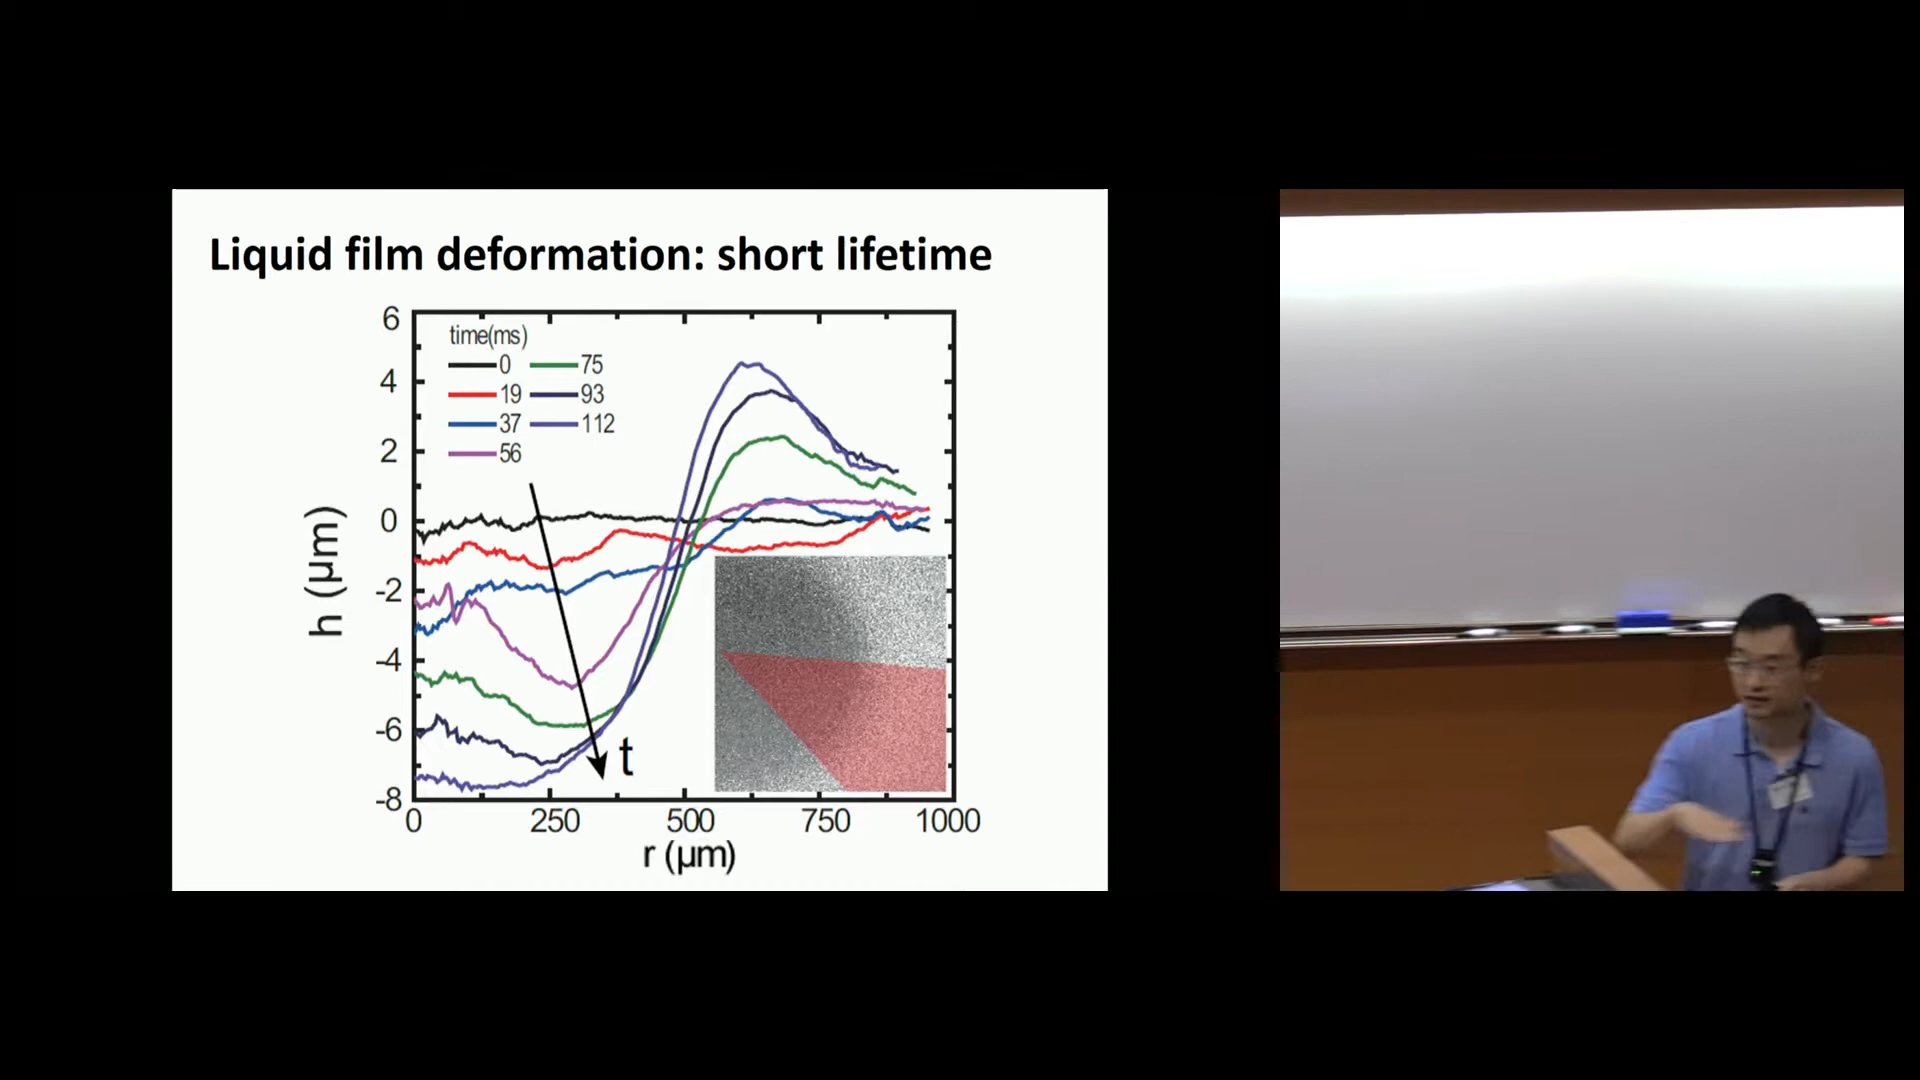 Liquid film deformation: short lifetime
6
4
2
0
-2
-4
-6
-8
h (μm)
time(ms)
0 75
19 93
37 112
56
t
0 250 500 750 1000
r (μm)